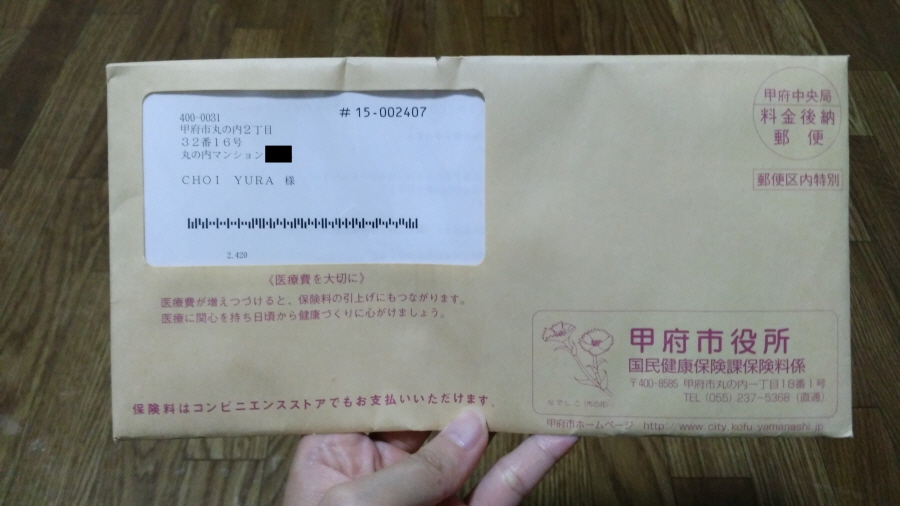 400-0031
# 15-002407
甲府市丸の内2丁目
32番16号
丸の内マンション
CHOI YURA 様
2,420
《医療費を大切に》
医療費が増えつづけると、保険料の引上げにもつながります。
医療に関心を持ち日頃から健康づくりに心がけましょう。
保険料はコンビニエンスストアでもお支払いいただけます。
甲府中央局
料金後納
郵便
郵便区内特別
甲府市役所
国民健康保険課保険料係
〒400-8585 甲府市丸の内一丁目18番1号
TEL (055) 237-5368 (直通)
なでしこ (市の花)
甲府市ホームページ http://www.city.kofu.yamanashi.jp